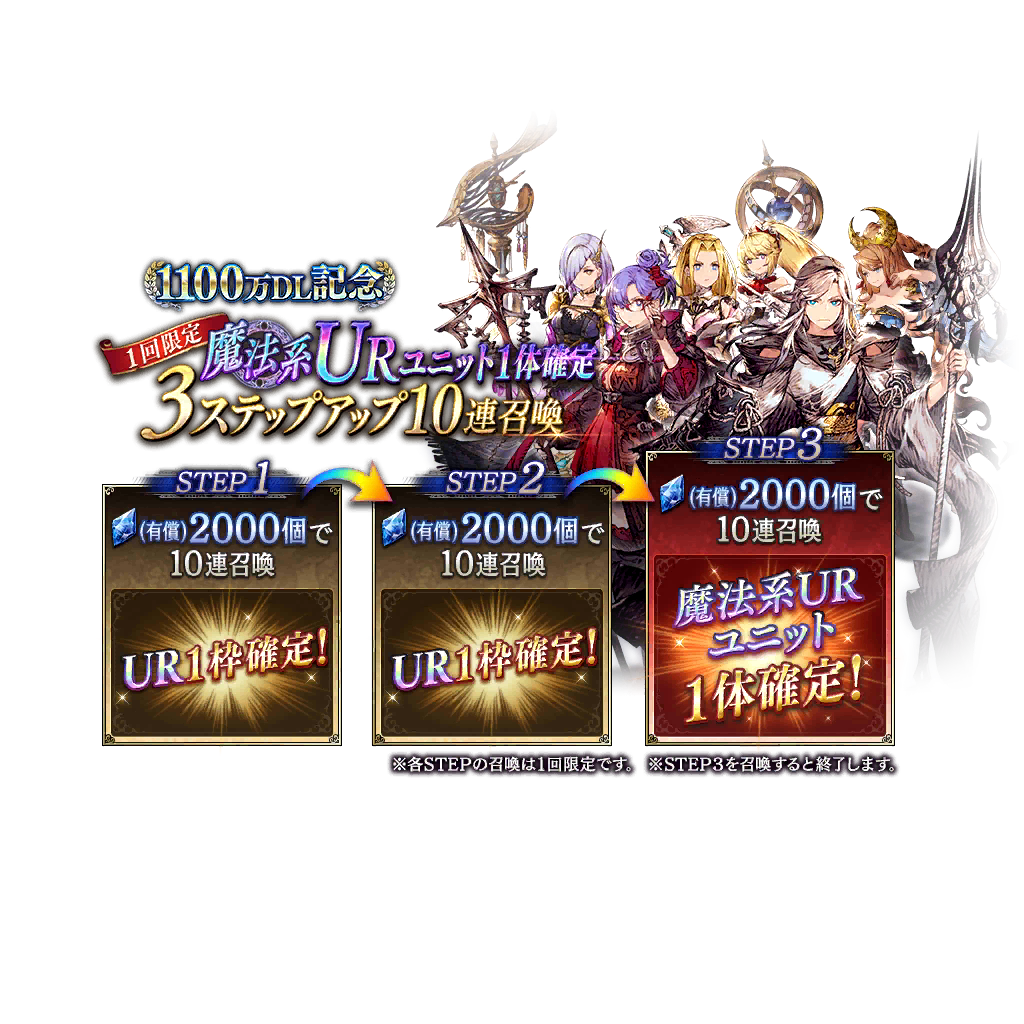 1100万DL記念
1回限定
魔法系URユニット1体確定
3ステップアップ10連召喚
STEP 1
(有償)2000個で
10連召喚
UR1枠確定!
STEP 2
(有償)2000個で
10連召喚
UR1枠確定!
STEP 3
(有償)2000個で
10連召喚
魔法系UR
ユニット
1体確定!
※各STEPの召喚は1回限定です。
※STEP3を召喚すると終了します。